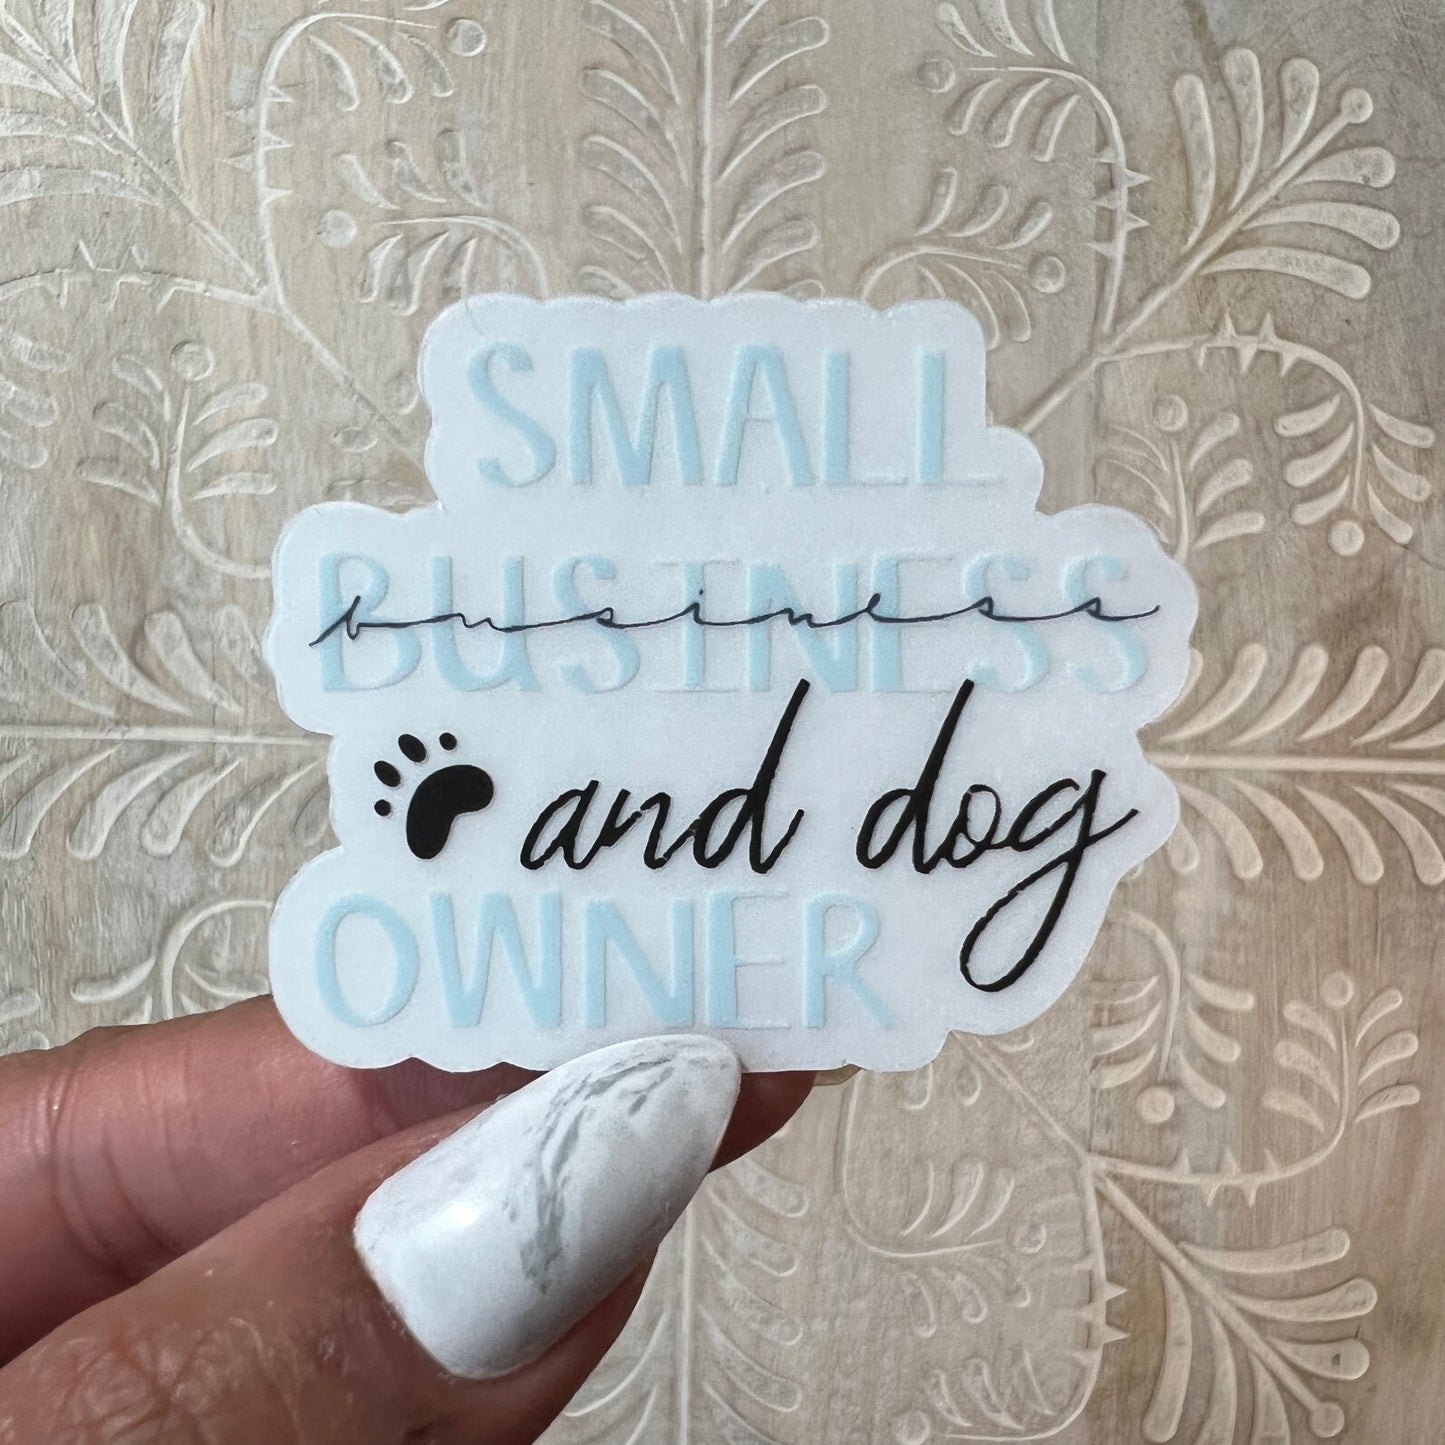 SMALL
BUSINESS
business
and dog
OWNER